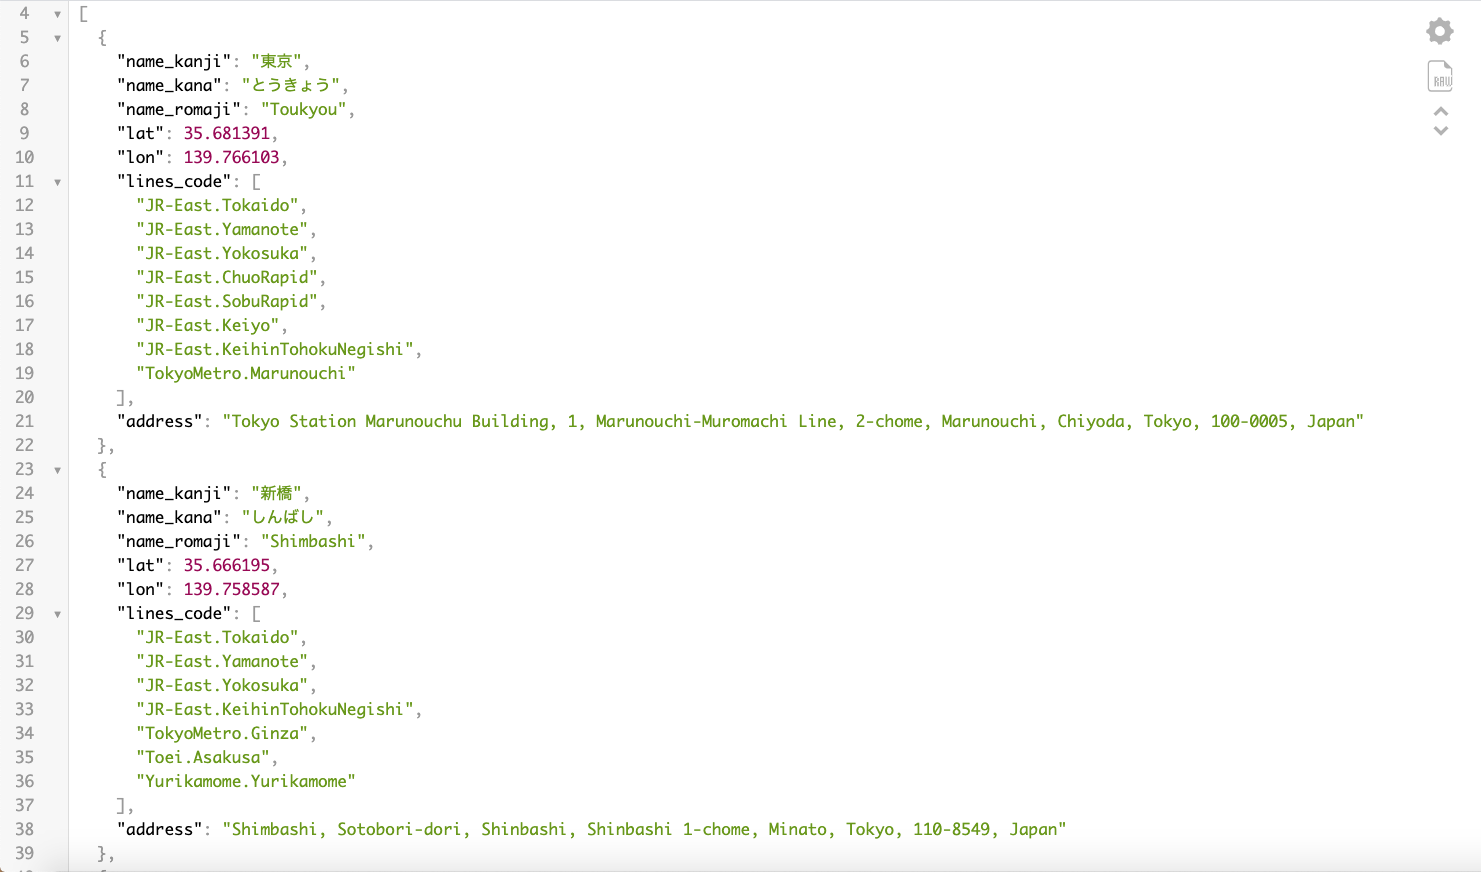 4 [
5 {
6 "name_kanji": "東京",
7 "name_kana": "とうきょう",
8 "name_romaji": "Toukyou",
9 "lat": 35.681391,
10 "lon": 139.766103,
11 "lines_code": [
12 "JR-East.Tokaido",
13 "JR-East.Yamanote",
14 "JR-East.Yokosuka",
15 "JR-East.ChuoRapid",
16 "JR-East.SobuRapid",
17 "JR-East.Keiyo",
18 "JR-East.KeihinTohokuNegishi",
19 "TokyoMetro.Marunouchi"
20 ],
21 "address": "Tokyo Station Marunouchu Building, 1, Marunouchi-Muromachi Line, 2-chome, Marunouchi, Chiyoda, Tokyo, 100-0005, Japan"
22 },
23 {
24 "name_kanji": "新橋",
25 "name_kana": "しんばし",
26 "name_romaji": "Shimbashi",
27 "lat": 35.666195,
28 "lon": 139.758587,
29 "lines_code": [
30 "JR-East.Tokaido",
31 "JR-East.Yamanote",
32 "JR-East.Yokosuka",
33 "JR-East.KeihinTohokuNegishi",
34 "TokyoMetro.Ginza",
35 "Toei.Asakusa",
36 "Yurikamome.Yurikamome"
37 ],
38 "address": "Shimbashi, Sotobori-dori, Shinbashi, Shinbashi 1-chome, Minato, Tokyo, 110-8549, Japan"
39 },
RAW